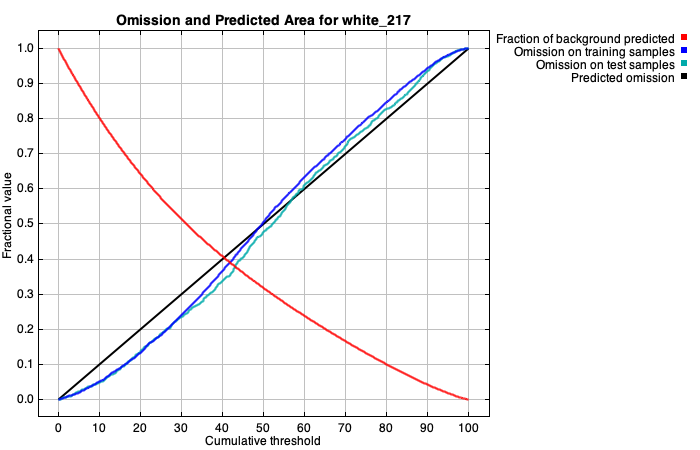 Omission and Predicted Area for white_217
Fraction of background predicted
Omission on training samples
Omission on test samples
Predicted omission
Fractional value
1.0
0.9
0.8
0.7
0.6
0.5
0.4
0.3
0.2
0.1
0.0
0 10 20 30 40 50 60 70 80 90 100
Cumulative threshold